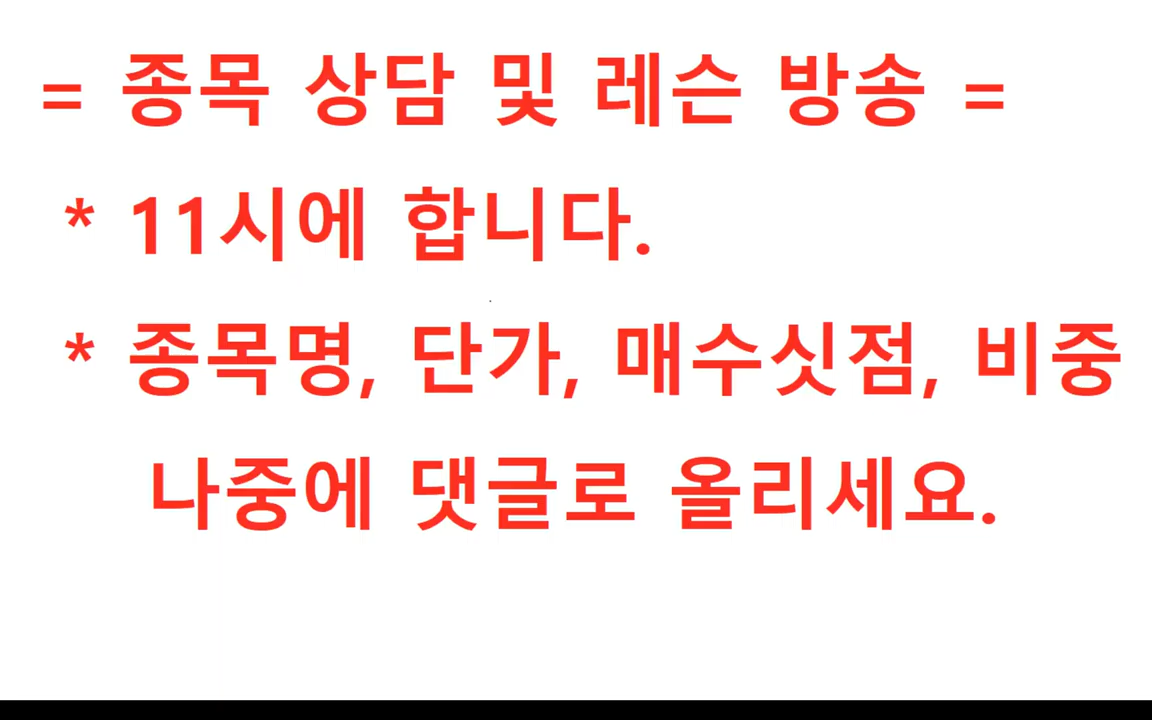 = 종목 상담 및 레슨 방송 =
* 11시에 합니다.
* 종목명, 단가, 매수싯점, 비중
나중에 댓글로 올리세요.